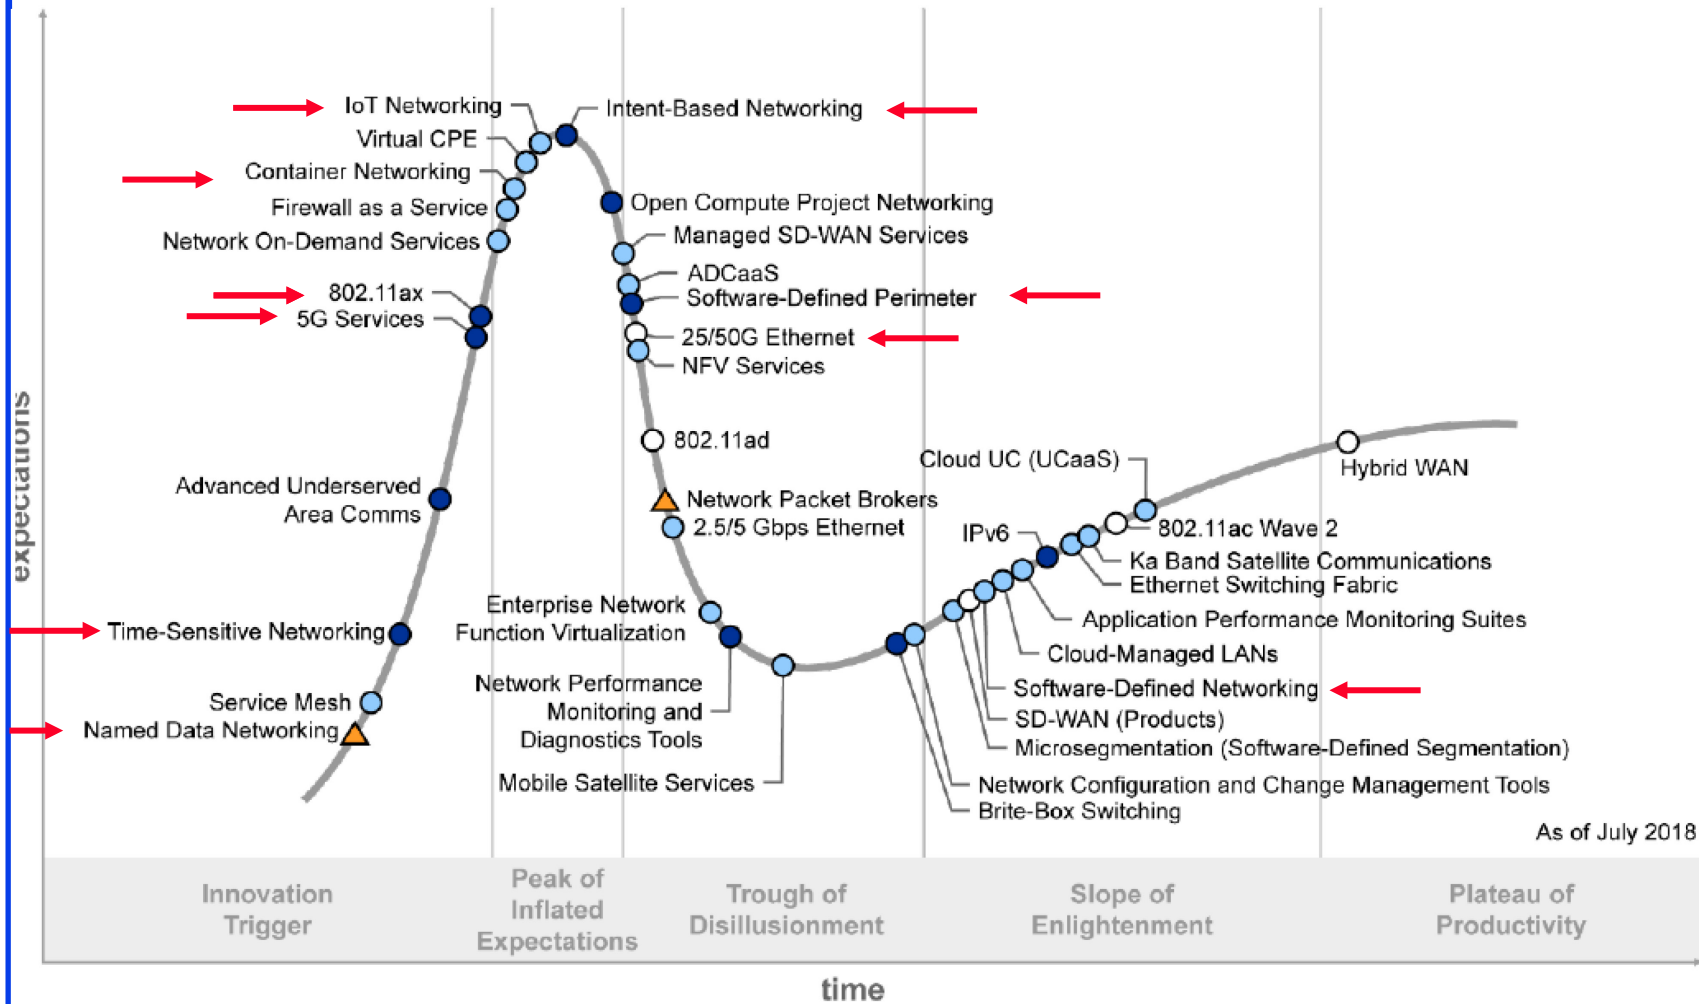 IoT Networking
Intent-Based Networking
Virtual CPE
Container Networking
Firewall as a Service
Open Compute Project Networking
Network On-Demand Services
Managed SD-WAN Services
ADCaaS
802.11ax
Software-Defined Perimeter
5G Services
25/50G Ethernet
NFV Services
expectations
802.11ad
Cloud UC (UCaaS)
Hybrid WAN
Advanced Underserved
Area Comms
Network Packet Brokers
2.5/5 Gbps Ethernet
IPv6
802.11ac Wave 2
Ka Band Satellite Communications
Ethernet Switching Fabric
Enterprise Network
Function Virtualization
Application Performance Monitoring Suites
Time-Sensitive Networking
Cloud-Managed LANs
Network Performance
Monitoring and
Diagnostics Tools
Software-Defined Networking
Service Mesh
SD-WAN (Products)
Named Data Networking
Microsegmentation (Software-Defined Segmentation)
Mobile Satellite Services
Network Configuration and Change Management Tools
Brite-Box Switching
As of July 2018
Innovation
Trigger
Peak of
Inflated
Expectations
Trough of
Disillusionment
Slope of
Enlightenment
Plateau of
Productivity
time